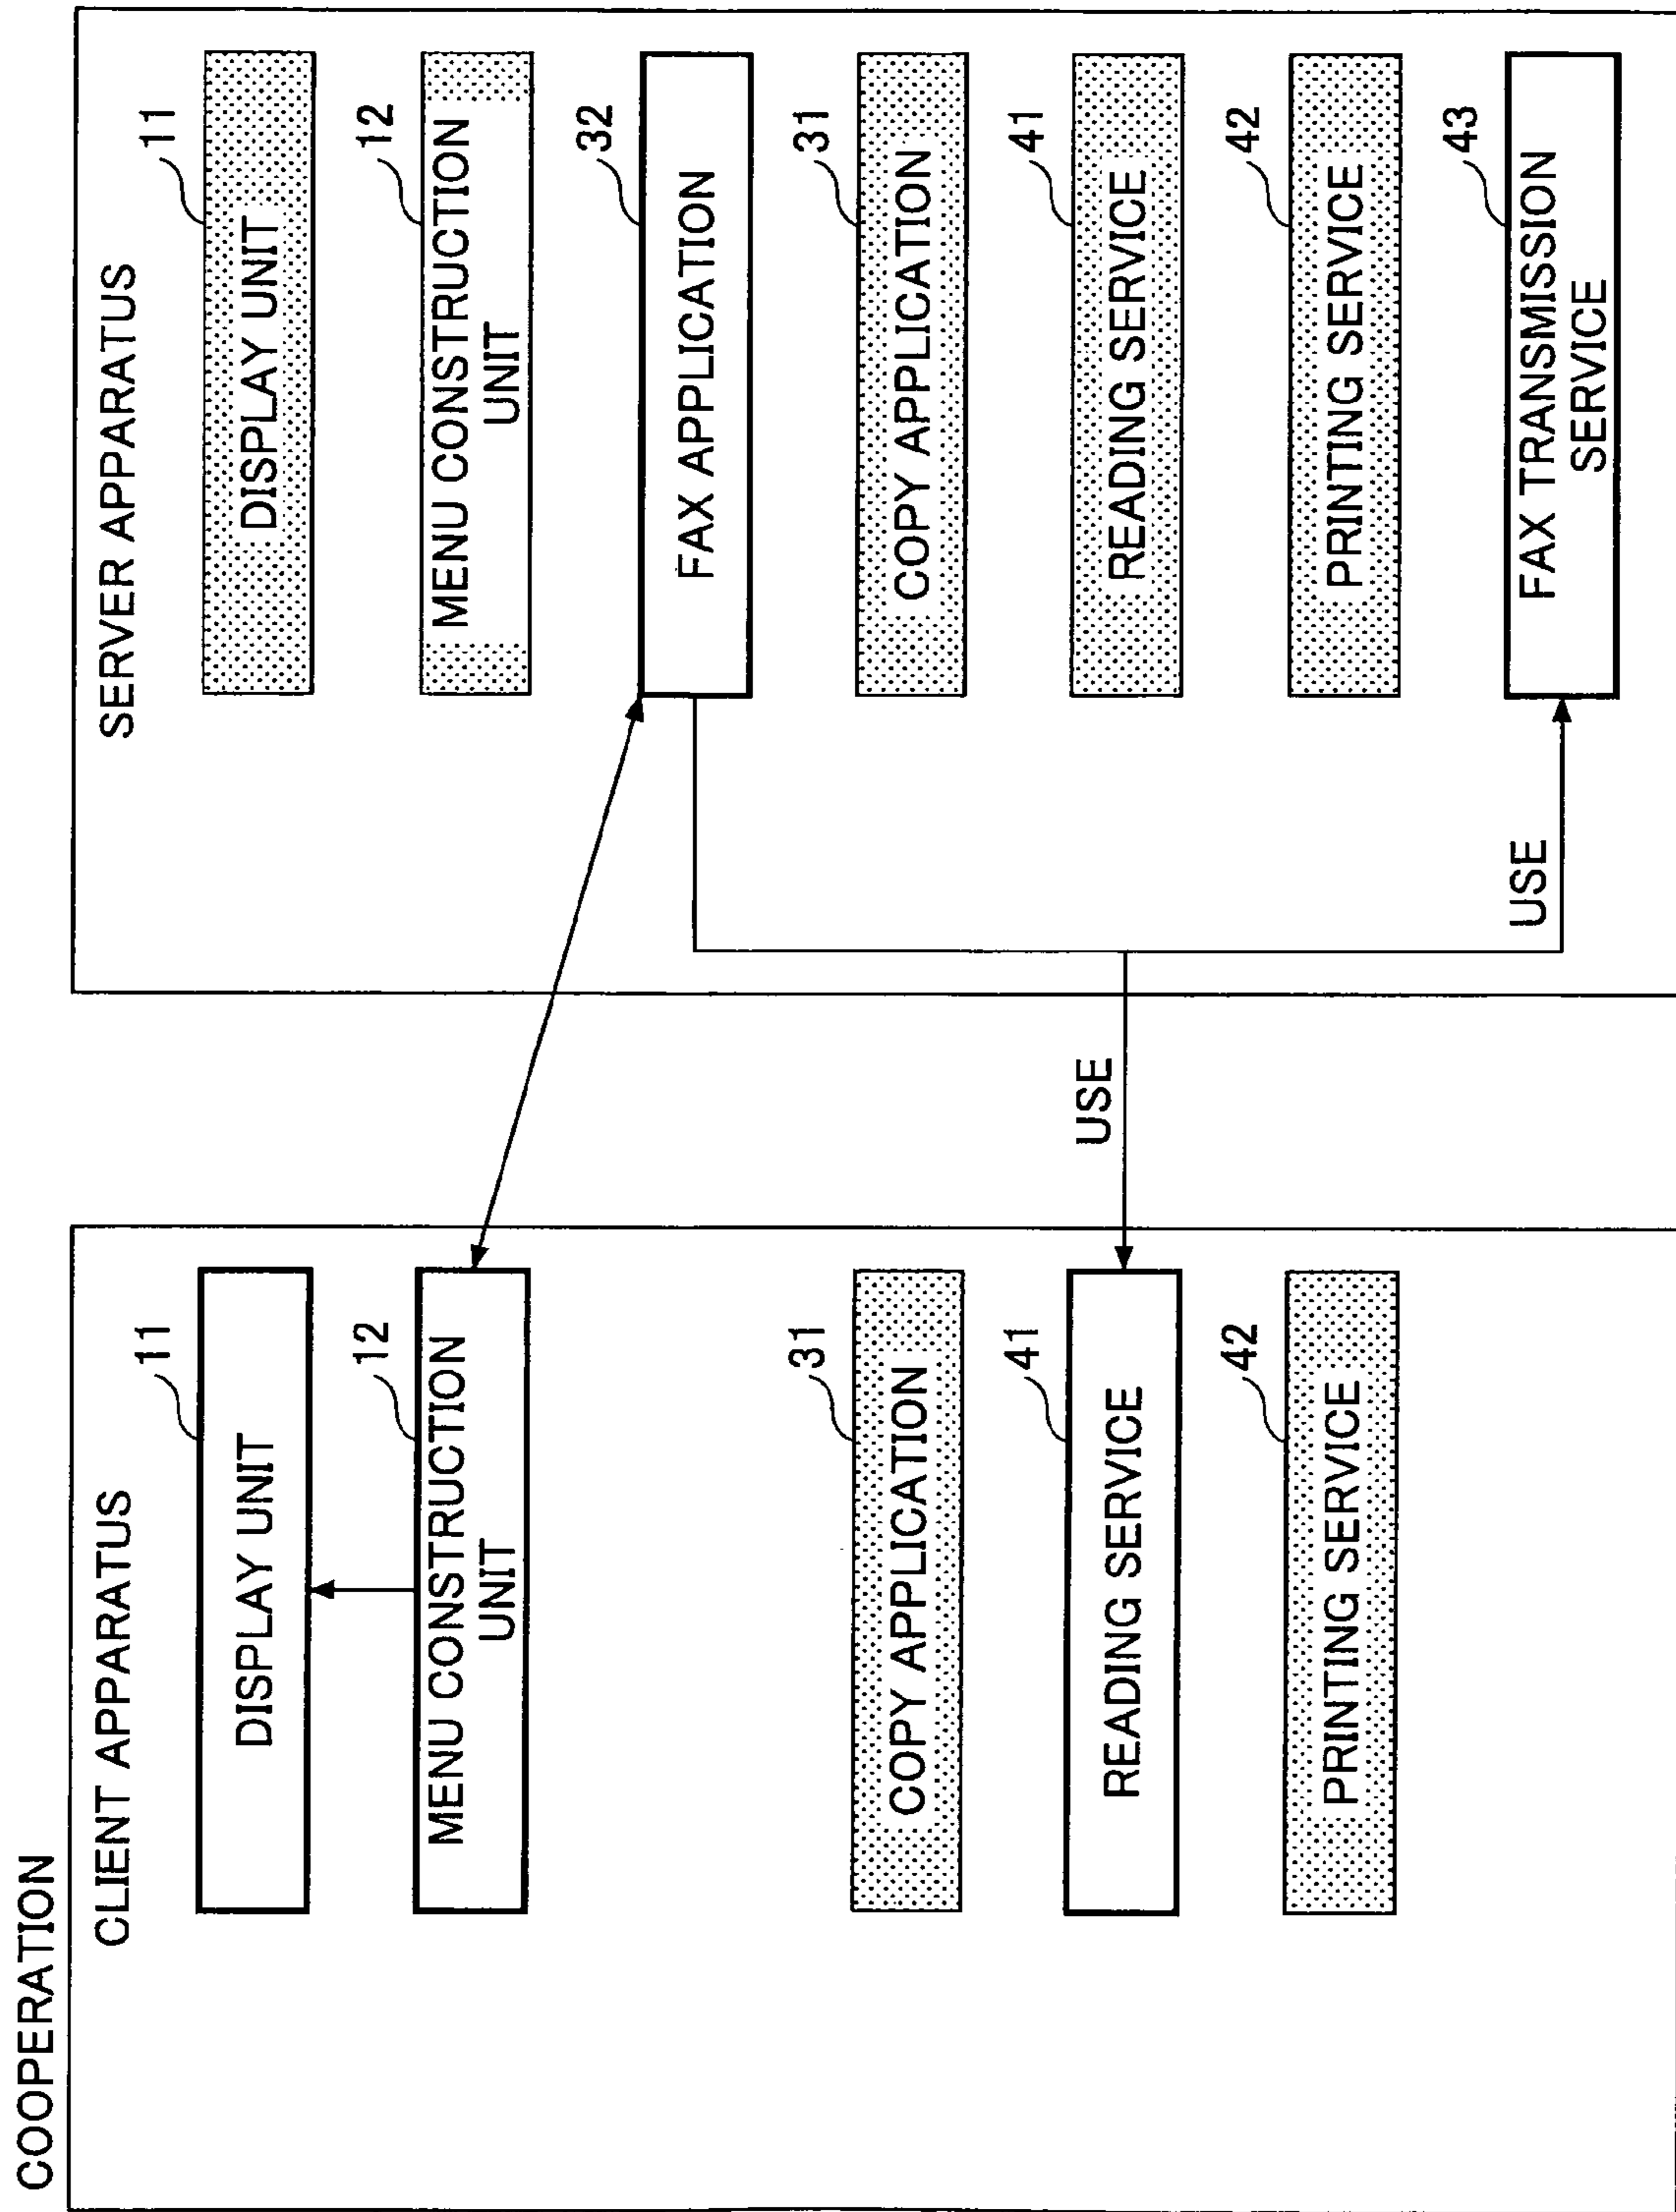 COOPERATION
CLIENT APPARATUS
11
DISPLAY UNIT
12
MENU CONSTRUCTION
UNIT
31
COPY APPLICATION
41
READING SERVICE
42
PRINTING SERVICE
USE
SERVER APPARATUS
11
DISPLAY UNIT
12
MENU CONSTRUCTION
UNIT
32
FAX APPLICATION
31
COPY APPLICATION
41
READING SERVICE
42
PRINTING SERVICE
43
FAX TRANSMISSION
SERVICE
USE